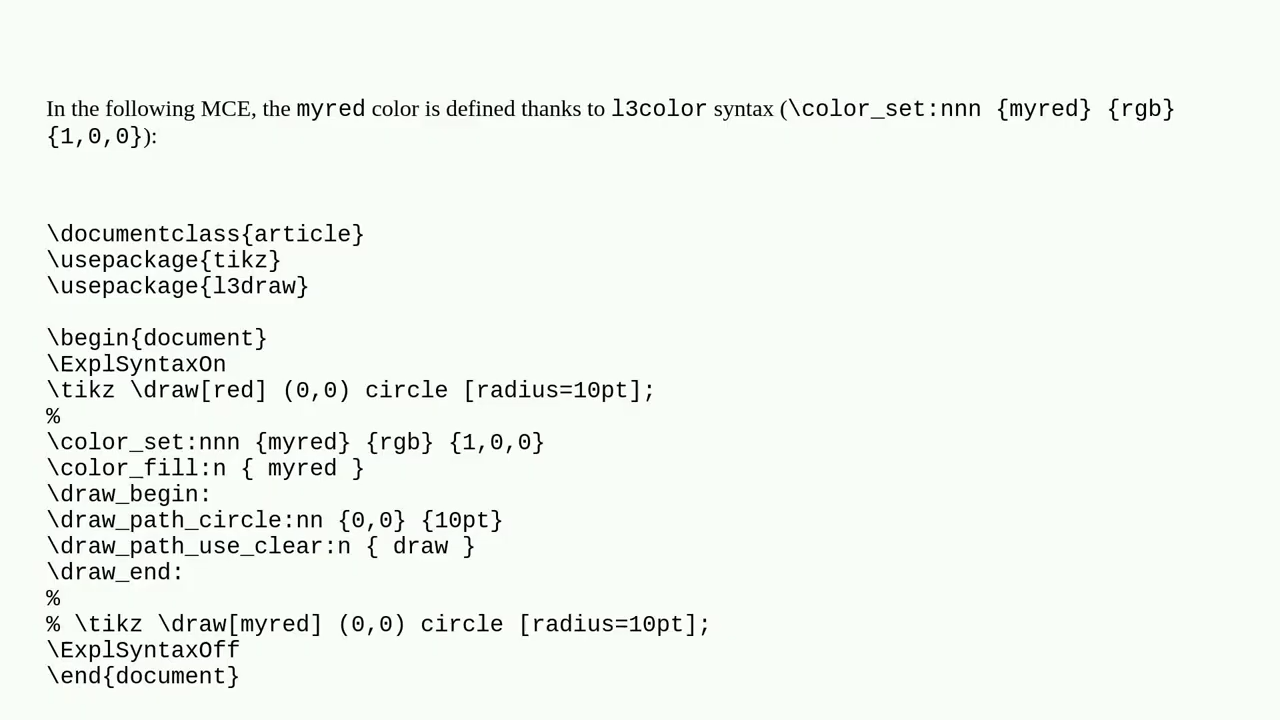 In the following MCE, the myred color is defined thanks to l3color syntax (\color_set:nnn {myred} {rgb}
{1,0,0}):
\documentclass{article}
\usepackage{tikz}
\usepackage{l3draw}
\begin{document}
\ExplSyntaxOn
\tikz \draw[red] (0,0) circle [radius=10pt];
%
\color_set:nnn {myred} {rgb} {1,0,0}
\color_fill:n { myred }
\draw_begin:
\draw_path_circle:nn {0,0} {10pt}
\draw_path_use_clear:n { draw }
\draw_end:
%
% \tikz \draw[myred] (0,0) circle [radius=10pt];
\ExplSyntaxOff
\end{document}